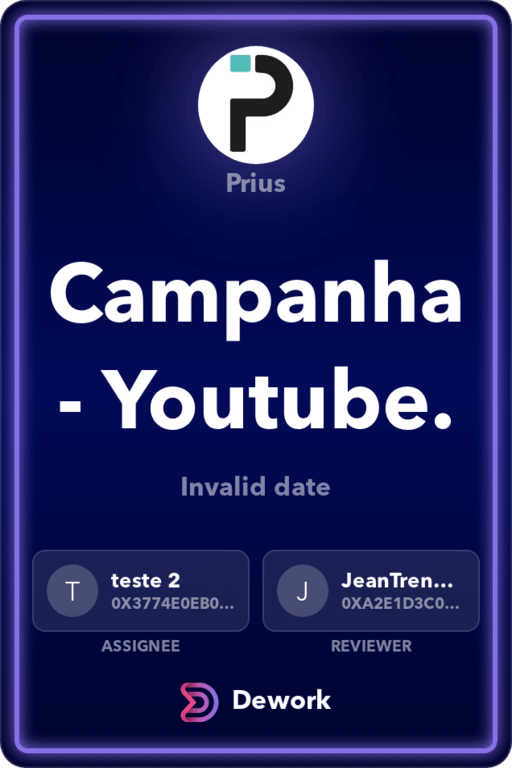 Prius
Campanha
- Youtube.
Invalid date
T
teste 2
0X3774E0EB0...
ASSIGNEE
J
JeanTren...
0XA2E1D3C0...
REVIEWER
Dework